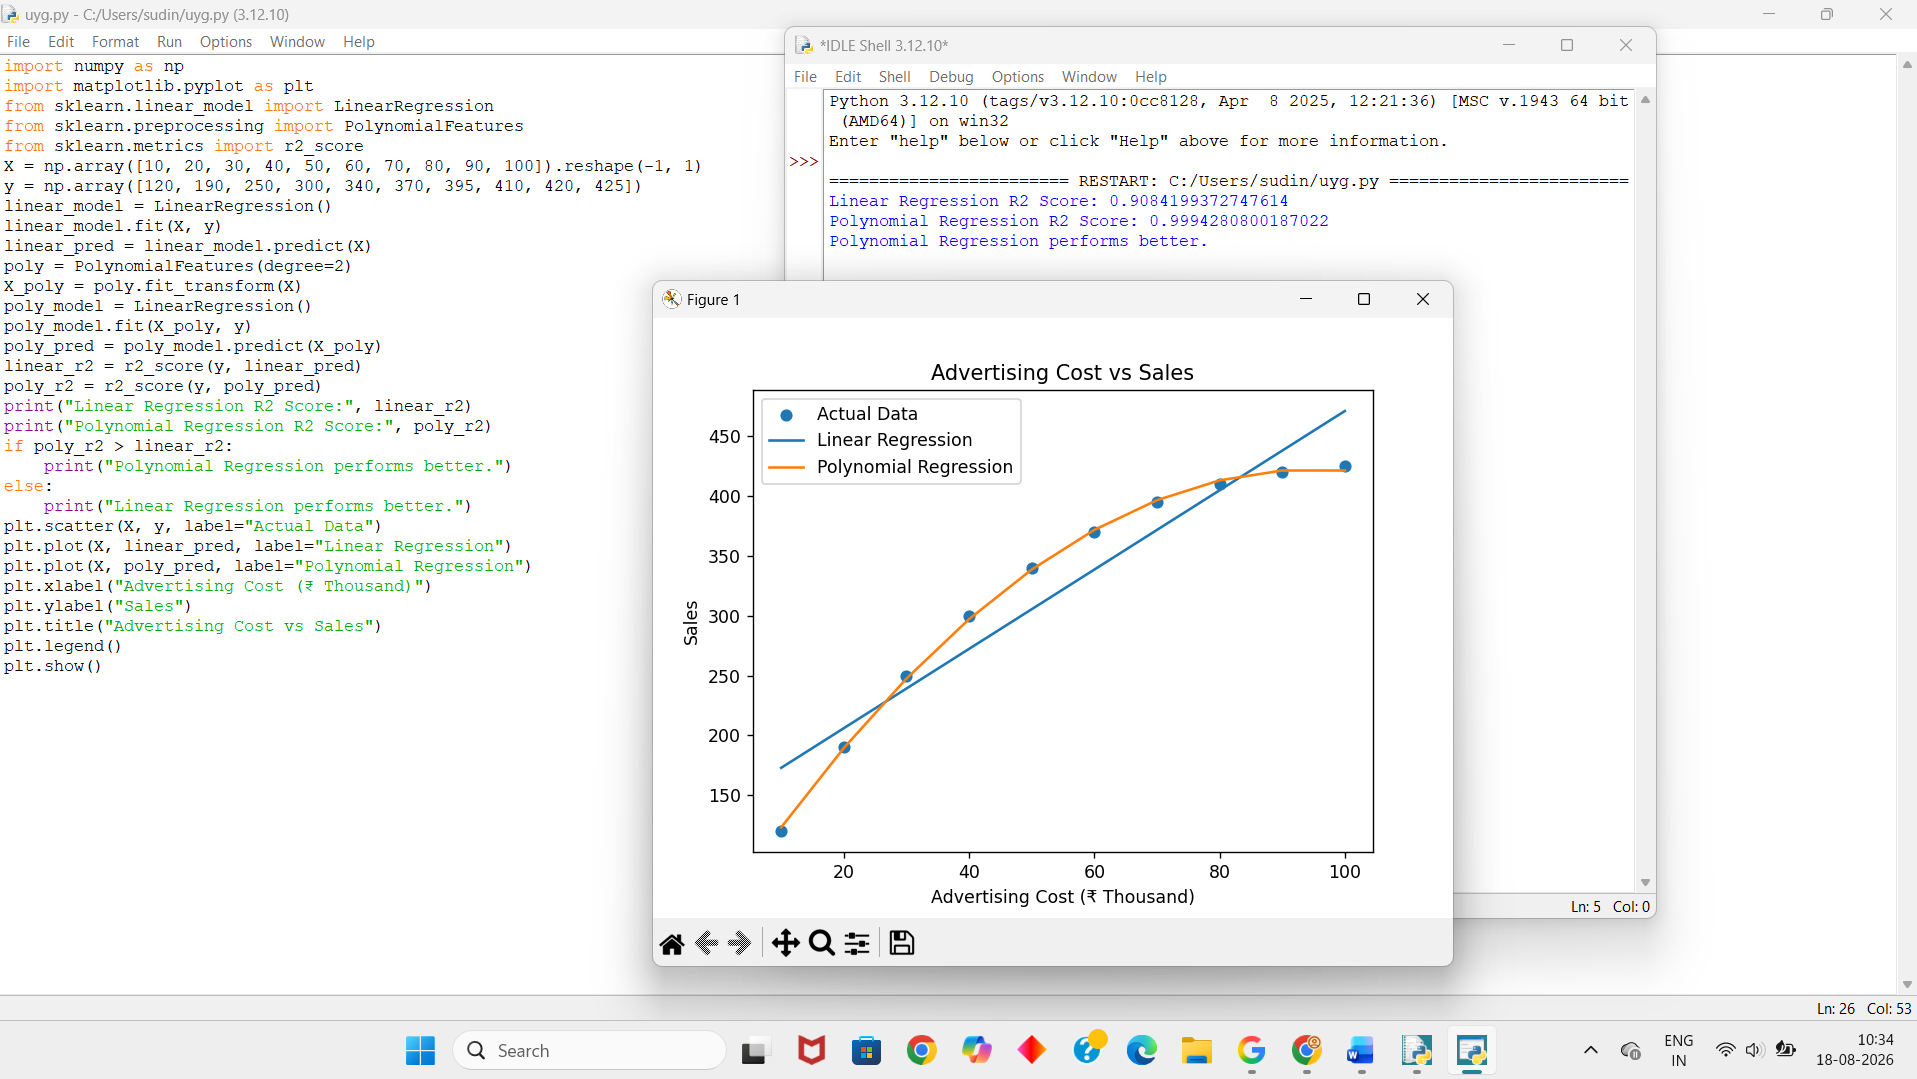 uyg.py - C:/Users/sudin/uyg.py (3.12.10)
File Edit Format Run Options Window Help
import numpy as np
import matplotlib.pyplot as plt
from sklearn.linear_model import LinearRegression
from sklearn.preprocessing import PolynomialFeatures
from sklearn.metrics import r2_score
X = np.array([10, 20, 30, 40, 50, 60, 70, 80, 90, 100]).reshape(-1, 1)
y = np.array([120, 190, 250, 300, 340, 370, 395, 410, 420, 425])
linear_model = LinearRegression()
linear_model.fit(X, y)
linear_pred = linear_model.predict(X)
poly = PolynomialFeatures(degree=2)
X_poly = poly.fit_transform(X)
poly_model = LinearRegression()
poly_model.fit(X_poly, y)
poly_pred = poly_model.predict(X_poly)
linear_r2 = r2_score(y, linear_pred)
poly_r2 = r2_score(y, poly_pred)
print("Linear Regression R2 Score:", linear_r2)
print("Polynomial Regression R2 Score:", poly_r2)
if poly_r2 > linear_r2:
    print("Polynomial Regression performs better.")
else:
    print("Linear Regression performs better.")
plt.scatter(X, y, label="Actual Data")
plt.plot(X, linear_pred, label="Linear Regression")
plt.plot(X, poly_pred, label="Polynomial Regression")
plt.xlabel("Advertising Cost (₹ Thousand)")
plt.ylabel("Sales")
plt.title("Advertising Cost vs Sales")
plt.legend()
plt.show()
*IDLE Shell 3.12.10*
File Edit Shell Debug Options Window Help
Python 3.12.10 (tags/v3.12.10:0cc8128, Apr  8 2025, 12:21:36) [MSC v.1943 64 bit
 (AMD64)] on win32
Enter "help" below or click "Help" above for more information.
>>>
======================== RESTART: C:/Users/sudin/uyg.py ========================
Linear Regression R2 Score: 0.9084199372747614
Polynomial Regression R2 Score: 0.9994280800187022
Polynomial Regression performs better.
Figure 1
Advertising Cost vs Sales
Actual Data
Linear Regression
Polynomial Regression
450
400
350
300
250
200
150
Sales
20 40 60 80 100
Advertising Cost (₹ Thousand)
Ln: 5 Col: 0
Ln: 26 Col: 53
Search
W
ENG
IN
10:34
18-08-2026